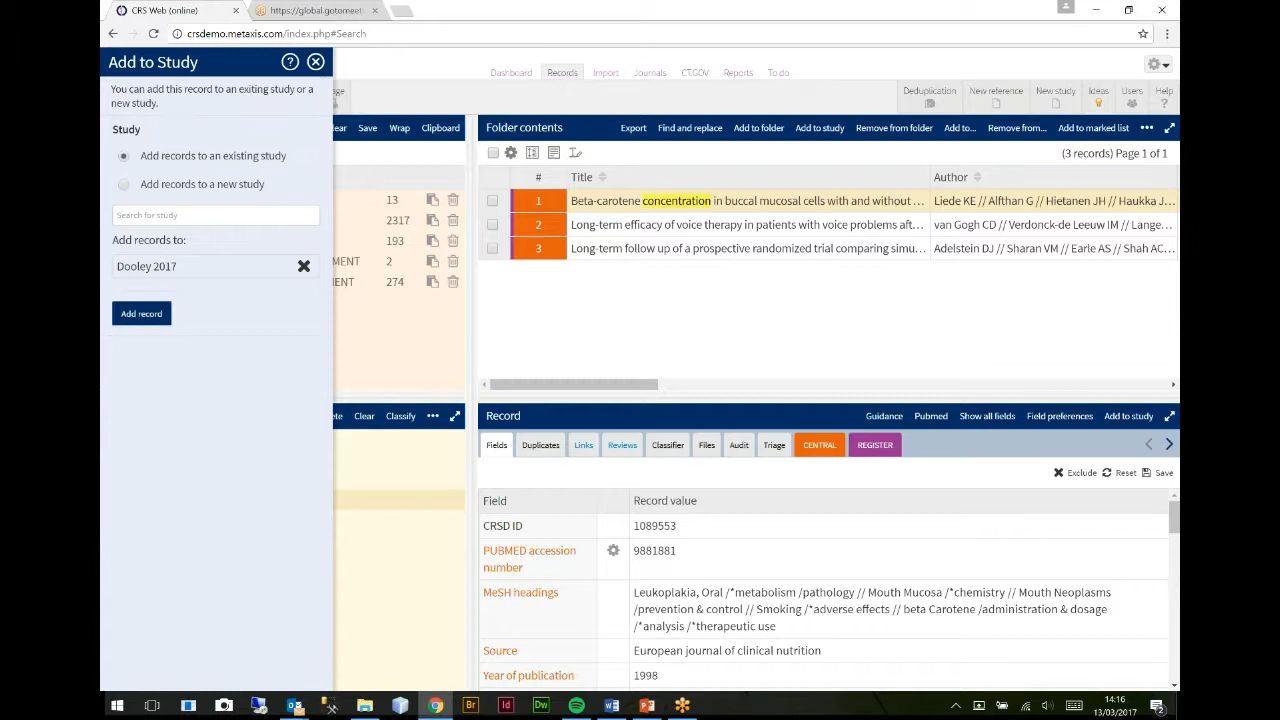 CRS Web (online)
https://global.gotomeet
crsdemo.metaxis.com/index.php#Search
Add to Study
You can add this record to an exiting study or a
new study.
Study
Add records to an existing study
Add records to a new study
Search for study
Add records to:
Dooley 2017
Add record
Dashboard Records Import Journals CT.GOV Reports To do
Deduplication New reference New study Ideas Users Help
Save Wrap Clipboard
13
2317
193
2
274
Folder contents
Export Find and replace Add to folder Add to study Remove from folder Add to... Remove from... Add to marked list
(3 records) Page 1 of 1
# Title Author
1 Beta-carotene concentration in buccal mucosal cells with and without ... Liede KE // Alfthan G // Hietanen JH // Haukka J...
2 Long-term efficacy of voice therapy in patients with voice problems aft... van Gogh CD // Verdonck-de Leeuw IM // Lange...
3 Long-term follow up of a prospective randomized trial comparing simu... Adelstein DJ // Sharan VM // Earle AS // Shah AC...
Clear Classify
Record
Guidance Pubmed Show all fields Field preferences Add to study
Fields Duplicates Links Reviews Classifier Files Audit Triage CENTRAL REGISTER
Exclude Reset Save
Field Record value
CRSD ID 1089553
PUBMED accession
number
9881881
MeSH headings
Leukoplakia, Oral /*metabolism /pathology // Mouth Mucosa /*chemistry // Mouth Neoplasms
/prevention & control // Smoking /*adverse effects // beta Carotene /administration & dosage
/*analysis /*therapeutic use
Source European journal of clinical nutrition
Year of publication 1998
14:16
13/03/2017